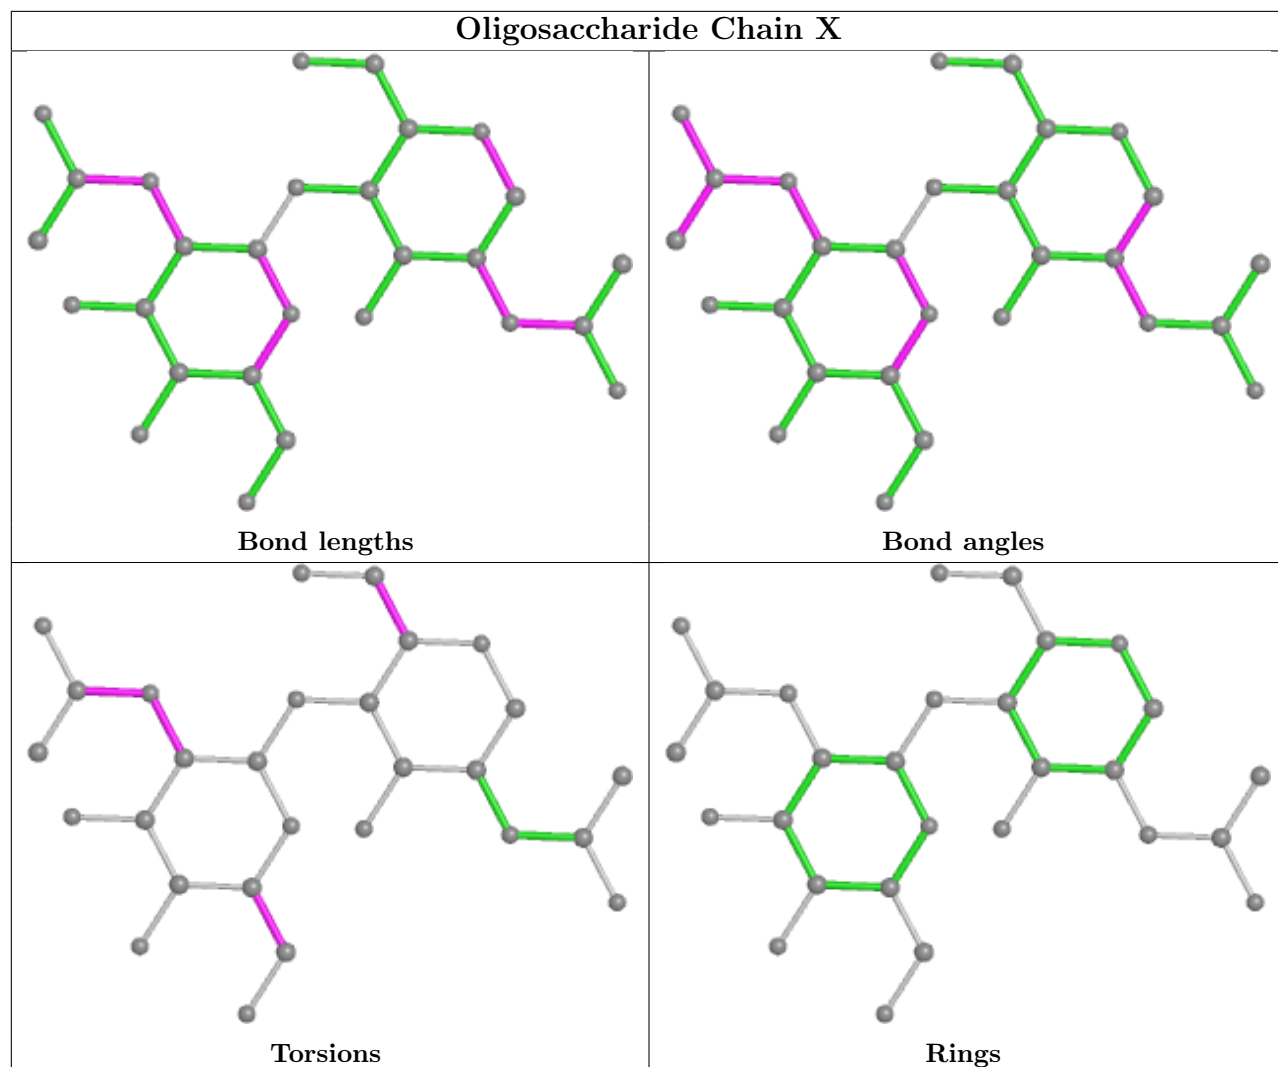 Oligosaccharide Chain X
Bond lengths
Bond angles
Torsions
Rings